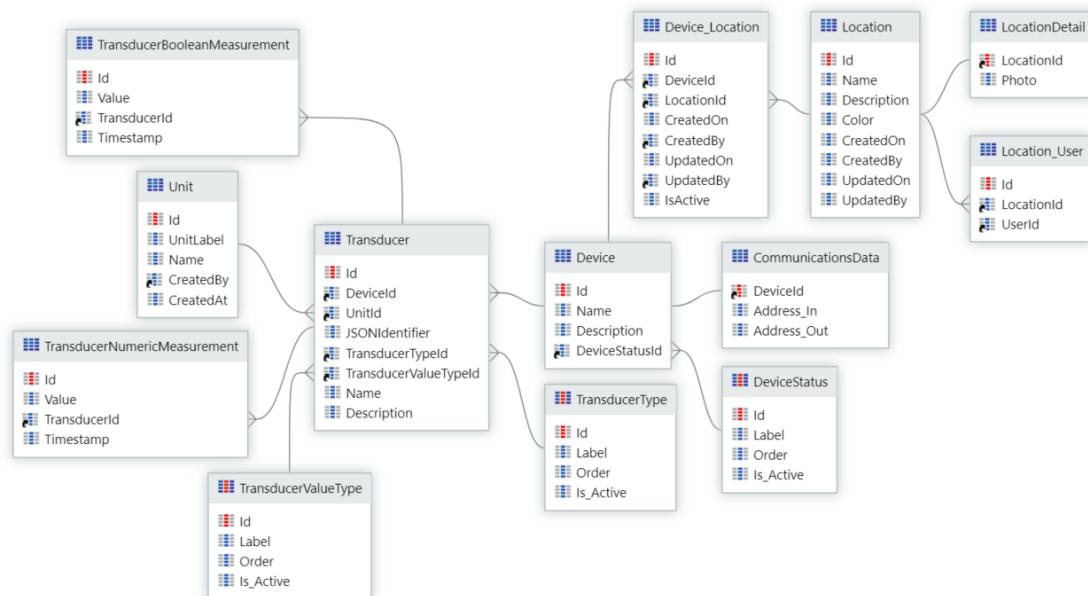 TransducerBooleanMeasurement
Id
Value
TransducerId
Timestamp
Unit
Id
UnitLabel
Name
CreatedBy
CreatedAt
TransducerNumericMeasurement
Id
Value
TransducerId
Timestamp
TransducerValueType
Id
Label
Order
Is_Active
Transducer
Id
DeviceId
UnitId
JSONIdentifier
TransducerTypeId
TransducerValueTypeId
Name
Description
Device_Location
Id
DeviceId
LocationId
CreatedOn
CreatedBy
UpdatedOn
UpdatedBy
IsActive
Device
Id
Name
Description
DeviceStatusId
TransducerType
Id
Label
Order
Is_Active
Location
Id
Name
Description
Color
CreatedOn
CreatedBy
UpdatedOn
UpdatedBy
CommunicationsData
DeviceId
Address_In
Address_Out
DeviceStatus
Id
Label
Order
Is_Active
LocationDetail
LocationId
Photo
Location_User
Id
LocationId
UserId